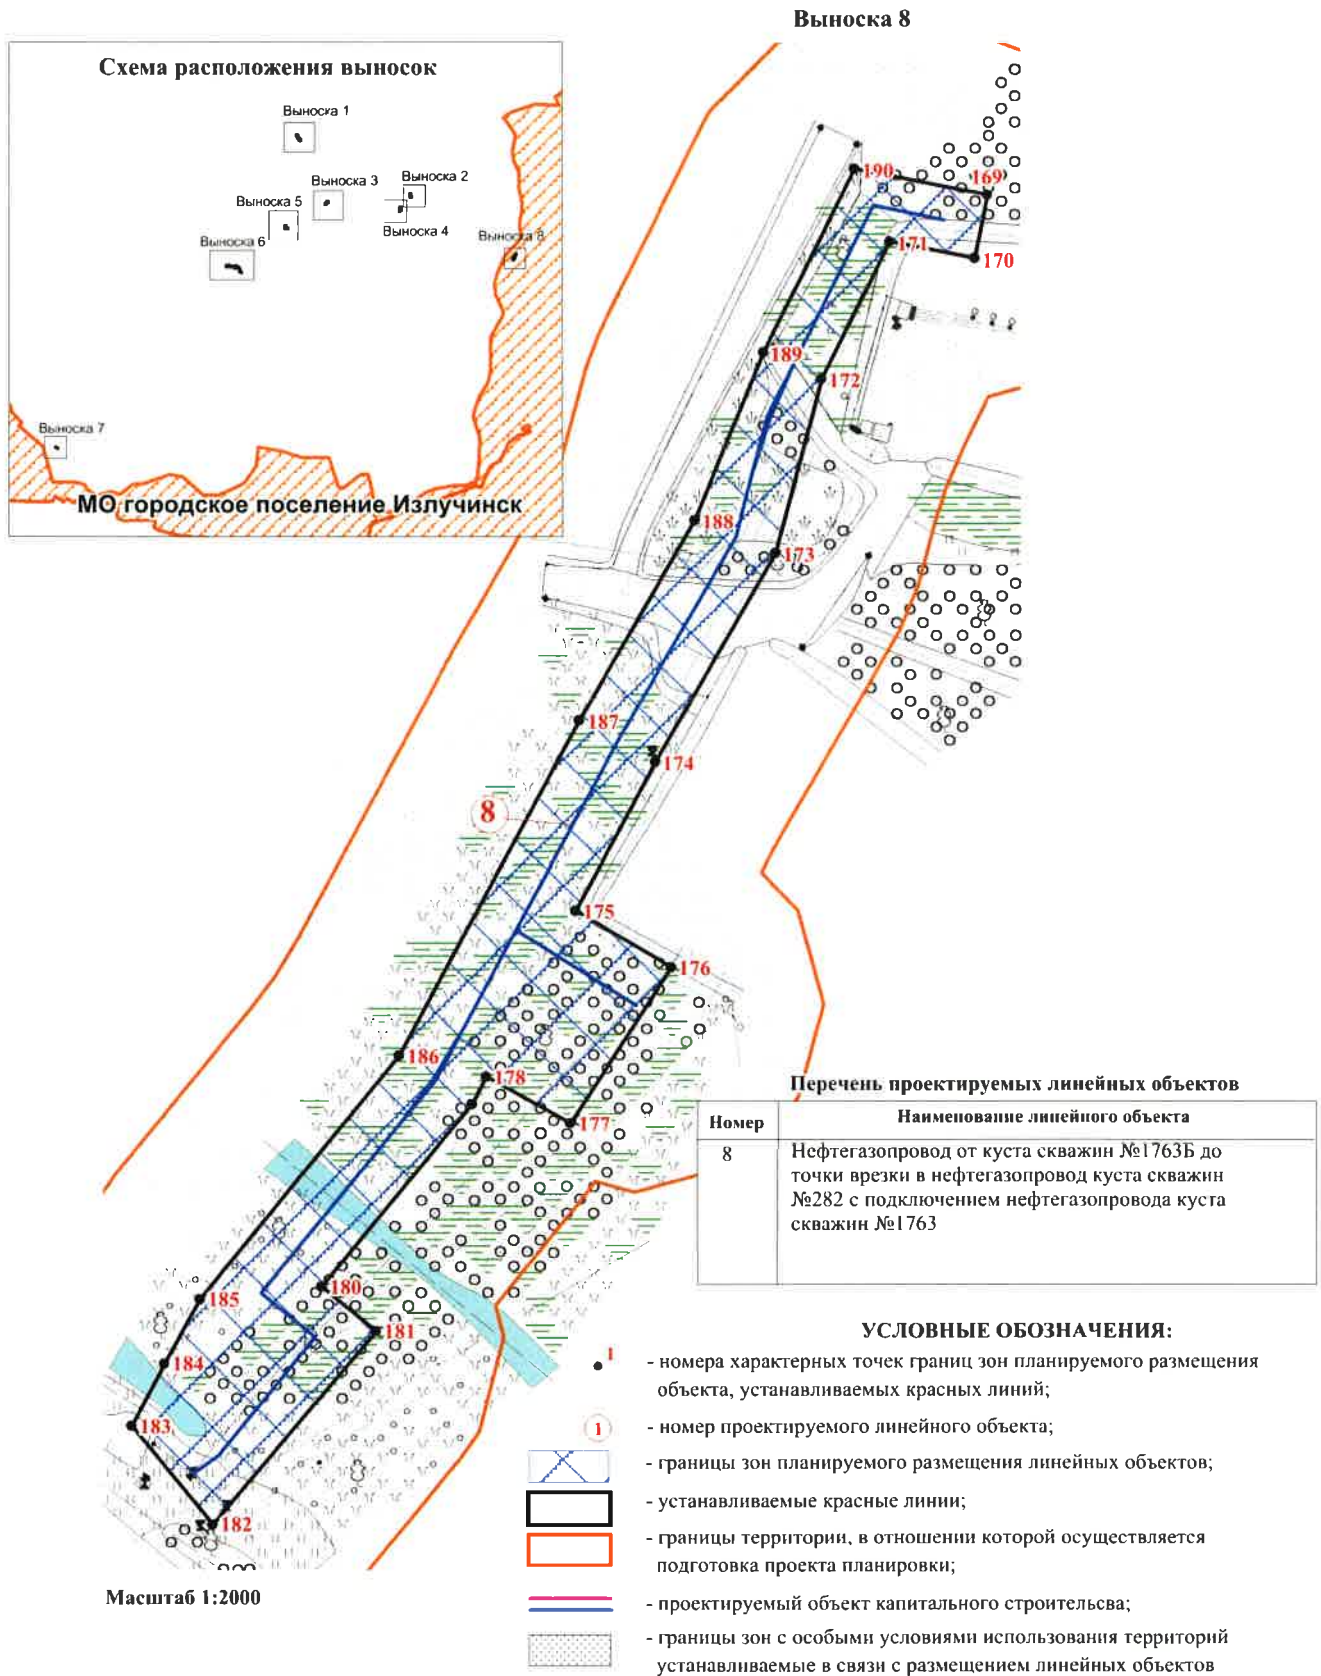 Выноска 8
Схема расположения выносок
Выноска 1
Выноска 3
Выноска 2
Выноска 5
Выноска 4
Выноска 6
Выноска 8
Выноска 7
МО городское поселение Излучинск
190
169
171
170
189
172
188
173
187
174
8
175
176
186
178
177
180
185
181
184
183
182
Перечень проектируемых линейных объектов
Номер
Наименование линейного объекта
8
Нефтегазопровод от куста скважин №1763Б до
точки врезки в нефтегазопровод куста скважин
№282 с подключением нефтегазопровода куста
скважин №1763
УСЛОВНЫЕ ОБОЗНАЧЕНИЯ:
1
- номера характерных точек границ зон планируемого размещения
объекта, устанавливаемых красных линий;
1
- номер проектируемого линейного объекта;
- границы зон планируемого размещения линейных объектов;
- устанавливаемые красные линии;
- границы территории, в отношении которой осуществляется
подготовка проекта планировки;
- проектируемый объект капитального строительсва;
- границы зон с особыми условиями использования территорий
устанавливаемые в связи с размещением линейных объектов
Масштаб 1:2000